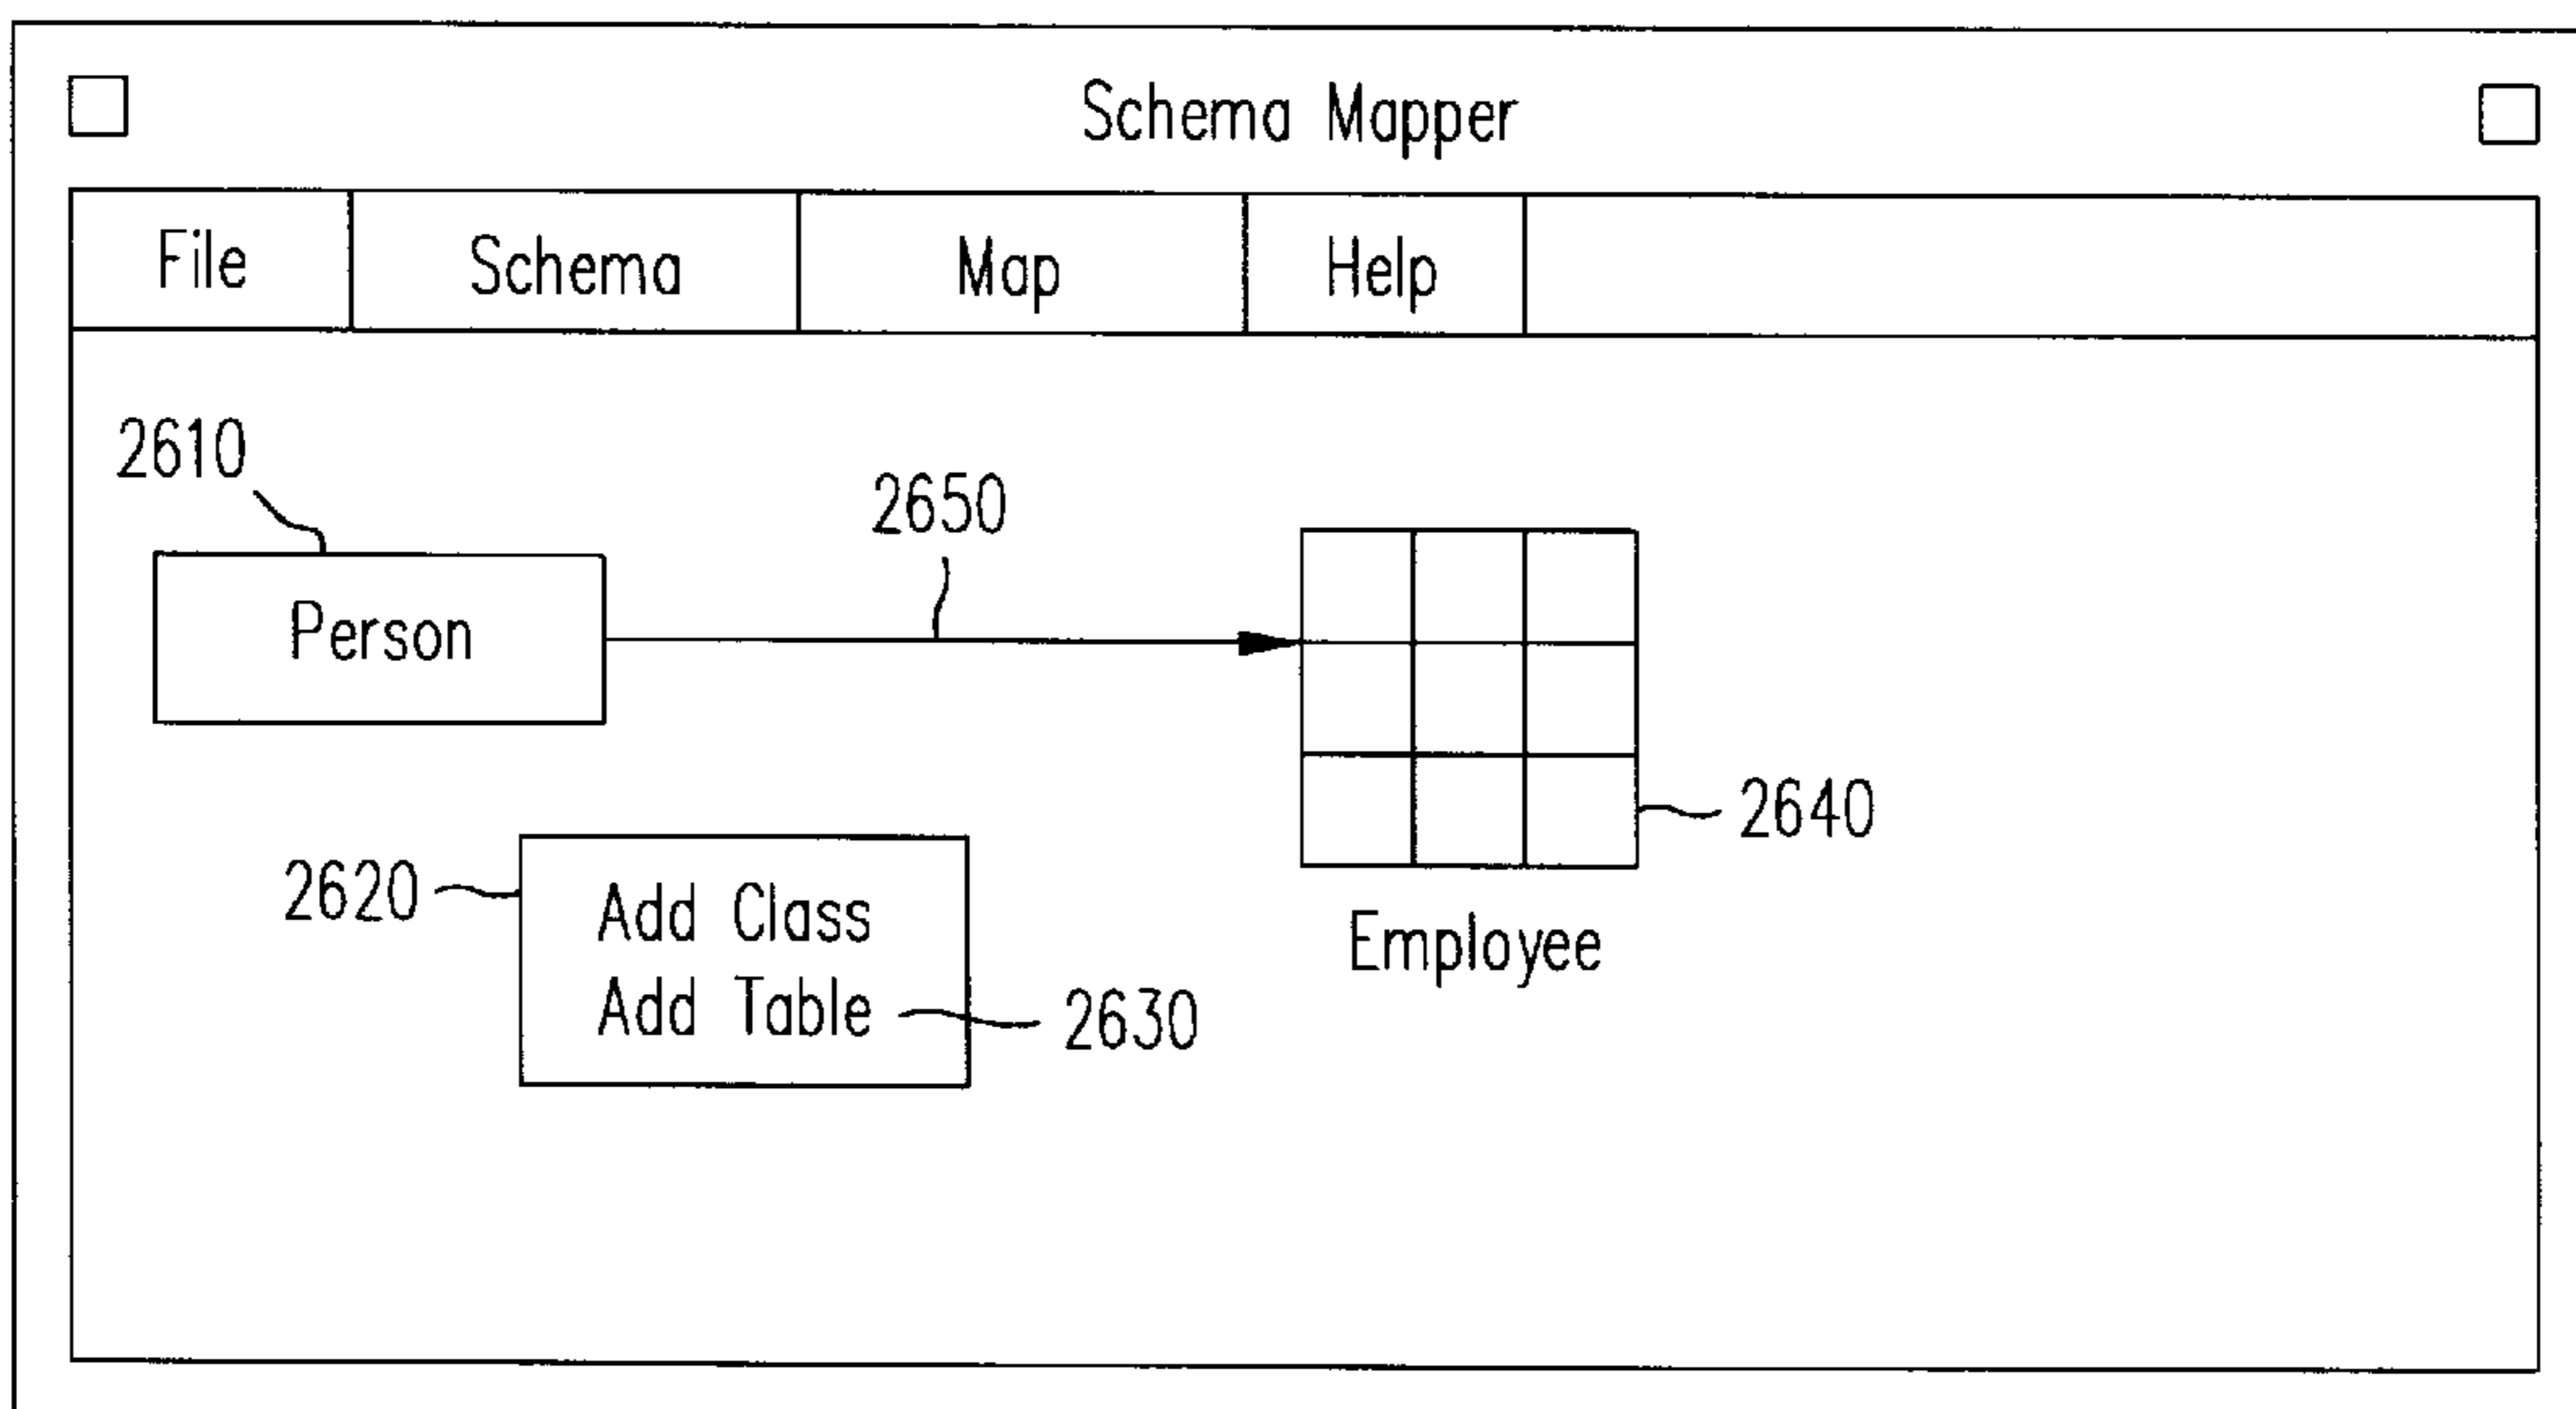 Schema Mapper
File Schema Map Help
2610
2650
Person
2640
2620
Add Class
Employee
Add Table
2630